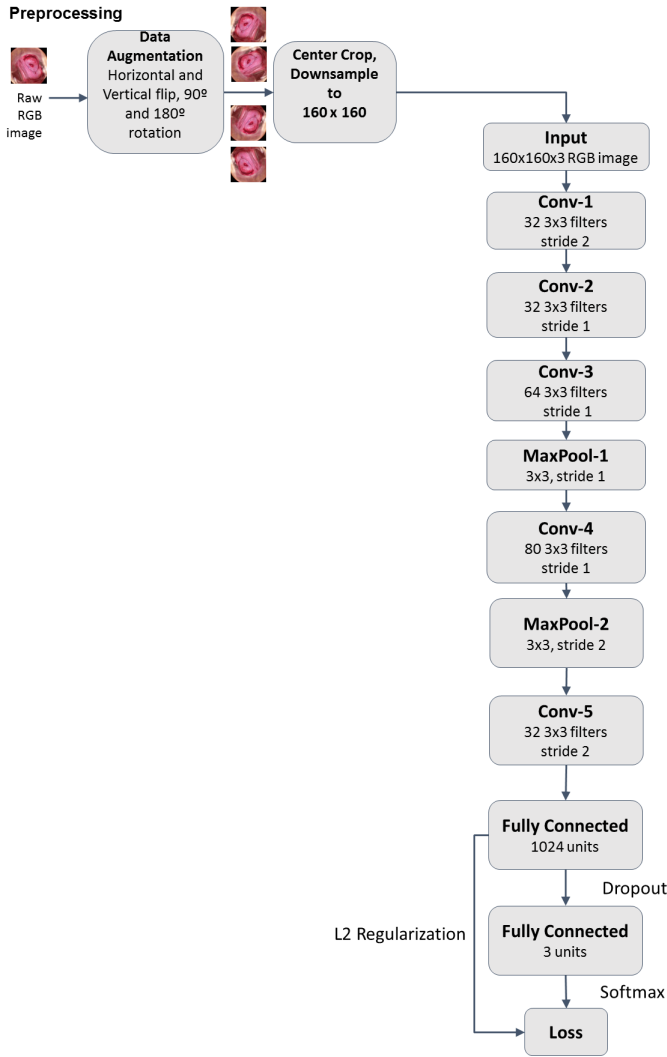 Preprocessing
Raw
RGB
image
Data
Augmentation
Horizontal and
Vertical flip, 90º
and 180º
rotation
Center Crop,
Downsample
to
160 x 160
Input
160x160x3 RGB image
Conv-1
32 3x3 filters
stride 2
Conv-2
32 3x3 filters
stride 1
Conv-3
64 3x3 filters
stride 1
MaxPool-1
3x3, stride 1
Conv-4
80 3x3 filters
stride 1
MaxPool-2
3x3, stride 2
Conv-5
32 3x3 filters
stride 2
Fully Connected
1024 units
Dropout
L2 Regularization
Fully Connected
3 units
Softmax
Loss